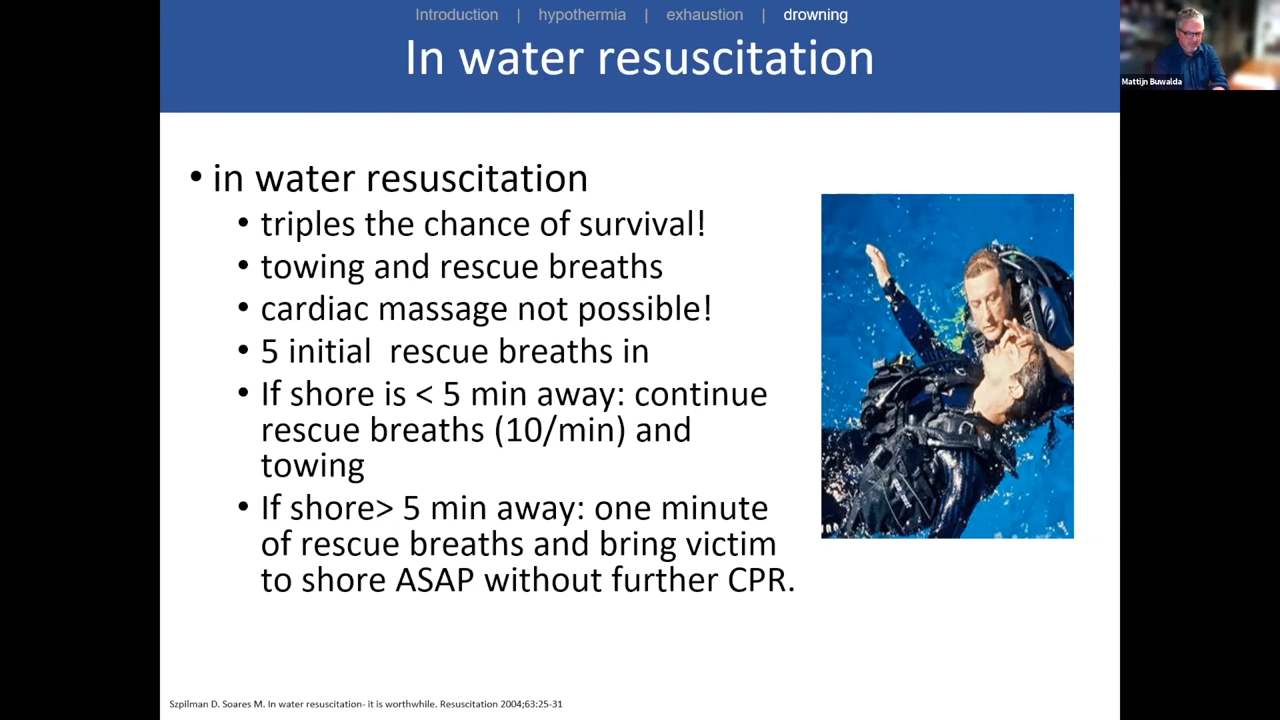 Introduction | hypothermia | exhaustion | drowning
In water resuscitation
Mattijn Buwalda
• in water resuscitation
• triples the chance of survival!
• towing and rescue breaths
• cardiac massage not possible!
• 5 initial rescue breaths in
• If shore is < 5 min away: continue
rescue breaths (10/min) and
towing
• If shore> 5 min away: one minute
of rescue breaths and bring victim
to shore ASAP without further CPR.
Szpilman D. Soares M. In water resuscitation- it is worthwhile. Resuscitation 2004;63:25-31